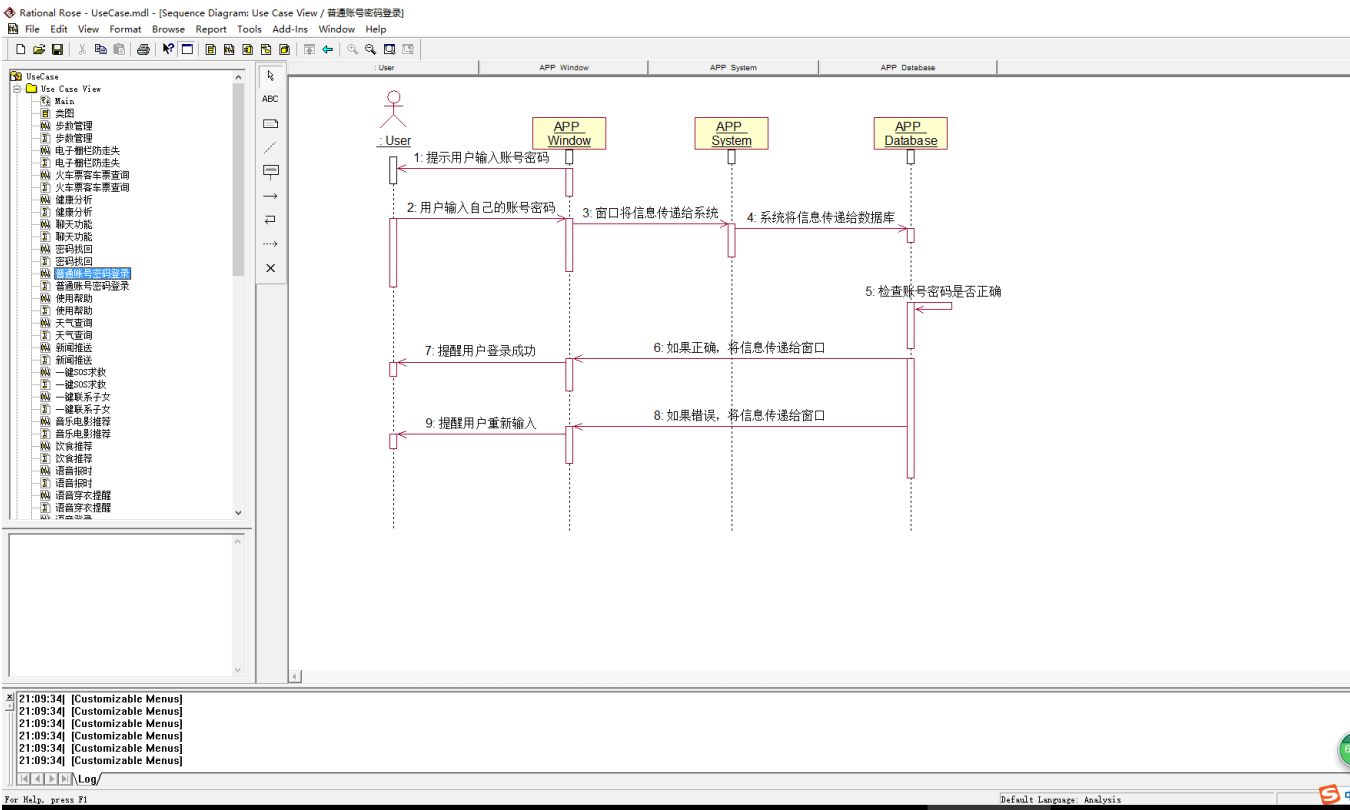 Rational Rose - UseCase.mdl - [Sequence Diagram: Use Case View / 普通账号密码登录]
File Edit View Format Browse Report Tools Add-Ins Window Help
: User
APP Window
APP System
APP Database
UseCase
Use Case View
Main
类图
步数管理
步数管理
电子栅栏防走失
电子栅栏防走失
火车票客车票查询
火车票客车票查询
健康分析
健康分析
聊天功能
聊天功能
密码找回
密码找回
普通账号密码登录
普通账号密码登录
使用帮助
使用帮助
天气查询
天气查询
新闻推送
新闻推送
一键SOS求救
一键SOS求救
一键联系子女
一键联系子女
音乐电影推荐
音乐电影推荐
饮食推荐
饮食推荐
语音报时
语音报时
语音穿衣提醒
语音穿衣提醒
ABC
: User
APP
Window
APP
System
APP
Database
1: 提示用户输入账号密码
2: 用户输入自己的账号密码
3: 窗口将信息传递给系统
4: 系统将信息传递给数据库
5: 检查账号密码是否正确
6: 如果正确，将信息传递给窗口
7: 提醒用户登录成功
8: 如果错误，将信息传递给窗口
9: 提醒用户重新输入
21:09:34| [Customizable Menus]
21:09:34| [Customizable Menus]
21:09:34| [Customizable Menus]
21:09:34| [Customizable Menus]
21:09:34| [Customizable Menus]
21:09:34| [Customizable Menus]
Log
For Help, press F1
Default Language: Analysis